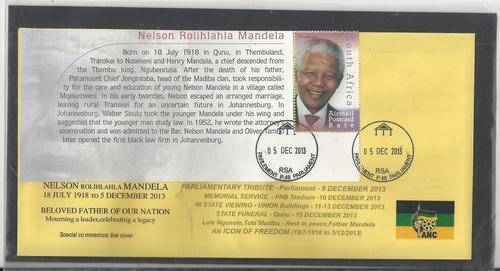 Nelson Rolihlahla Mandela
Born on 18 July 1918 in Qunu, in Thembuland,
Transkei to Nosekeni and Henry Mandela, a chief descended from
the Thembu king, Ngubencuka. After the death of his father,
Paramount Chief Jongintaba, head of the Madiba clan, took responsibility
for the care and education of young Nelson Mandela in a village called
Mqekezweni. In his early twenties, Nelson escaped an arranged marriage,
leaving rural Transkei for an uncertain future in Johannesburg. In
Johannesburg, Walter Sisulu took the younger Mandela under his wing and
suggested that the younger man study law. In 1952, he wrote the attorney's
examination and was admitted to the Bar. Nelson Mandela and Oliver Tambo
later opened the first black law firm in Johannesburg.
South Africa
Airmail
Postcard
Rate
05 DEC 2013
RSA
PARLEMENT P.48 PARLIAMENT
05 DEC 2013
RSA
PARLEMENT P.48 PARLIAMENT
NELSON ROLIHLAHLA MANDELA
18 JULY 1918 TO 5 DECEMBER 2013
BELOVED FATHER OF OUR NATION
Mourning a leader,celebrating a legacy
Special commemorative cover
PARLIAMENTARY TRIBUTE -Parliament - 9 DECEMBER 2013
MEMORIAL SERVICE - FNB Stadium - 10 DECEMBER 2013
IN STATE VIEWING - UNION Buildings - 11-13 DECEMBER 2013
STATE FUNERAL - Qunu - 15 DECEMBER 2013
Lala Ngoxolo,Tata'Madiba - Rest in peace,Father Mandela
AN ICON OF FREEDOM (18/7/1918 to 5/12/2013)
ANC